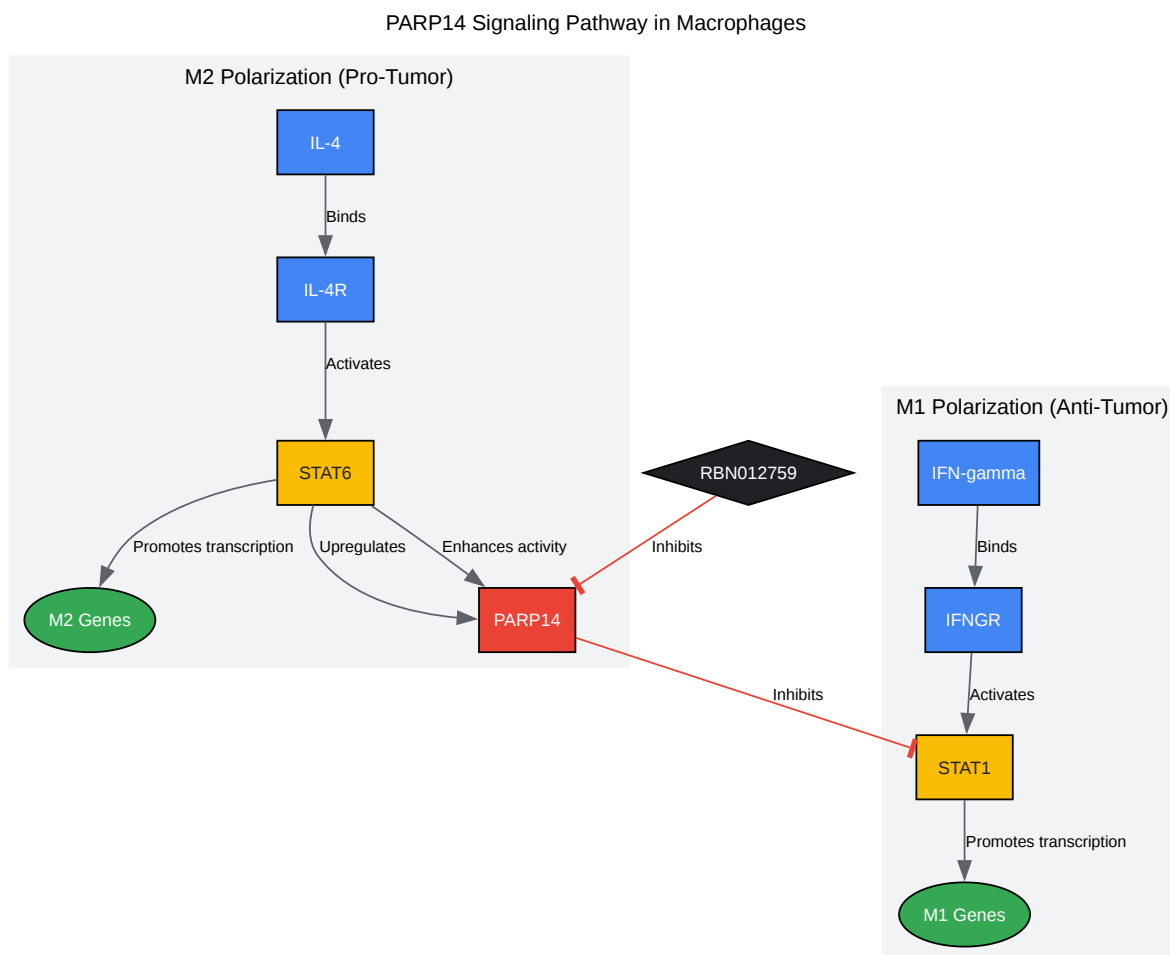 PARP14 Signaling Pathway in Macrophages
M2 Polarization (Pro-Tumor)
IL-4
Binds
IL-4R
Activates
STAT6
Promotes transcription
Upregulates
Enhances activity
M2 Genes
PARP14
RBN012759
Inhibits
Inhibits
M1 Polarization (Anti-Tumor)
IFN-gamma
Binds
IFNGR
Activates
STAT1
Promotes transcription
M1 Genes